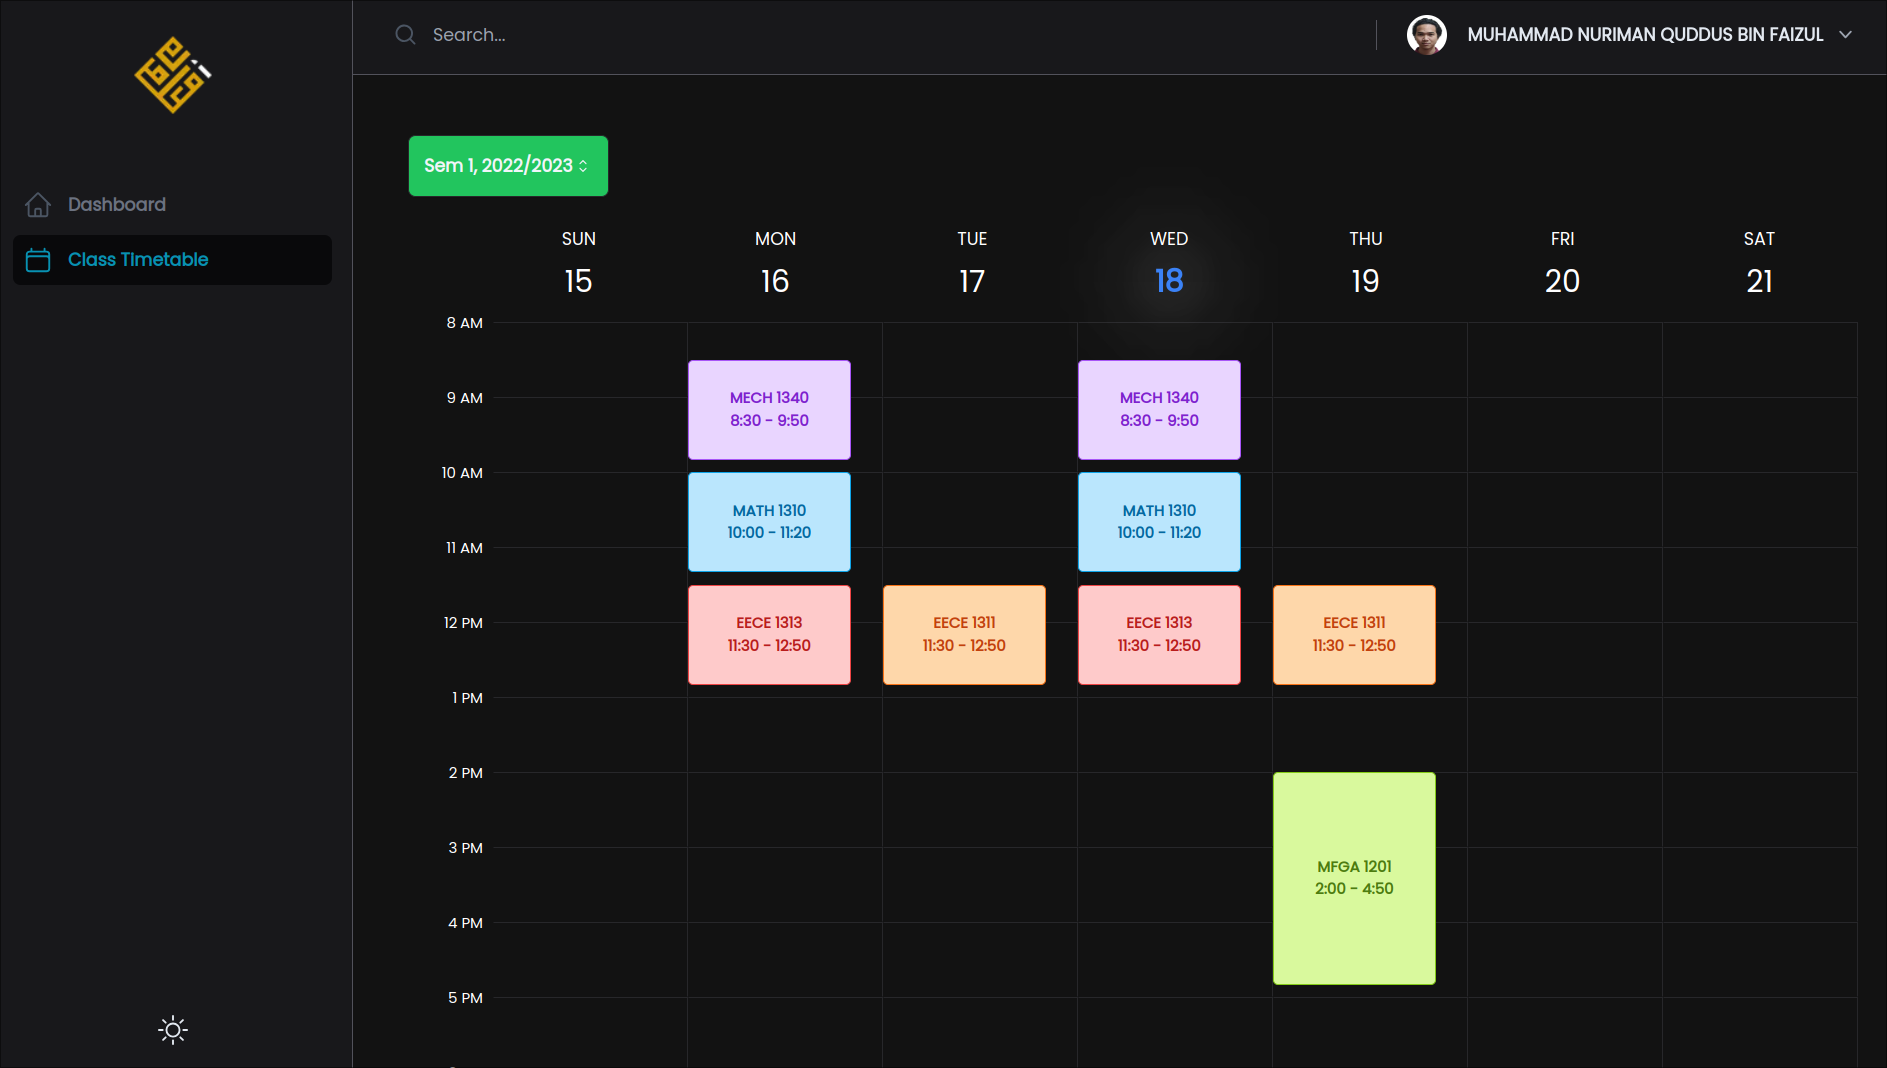 Search...
MUHAMMAD NURIMAN QUDDUS BIN FAIZUL
Dashboard
Class Timetable
Sem 1, 2022/2023
SUN MON TUE WED THU FRI SAT
15 16 17 18 19 20 21
8 AM
MECH 1340 MECH 1340
9 AM
8:30 - 9:50 8:30 - 9:50
10 AM
MATH 1310 MATH 1310
10:00 - 11:20 10:00 - 11:20
11 AM
12 PM
EECE 1313 EECE 1311 EECE 1313 EECE 1311
11:30 - 12:50 11:30 - 12:50 11:30 - 12:50 11:30 - 12:50
1 PM
2 PM
3 PM
MFGA 1201
2:00 - 4:50
4 PM
5 PM